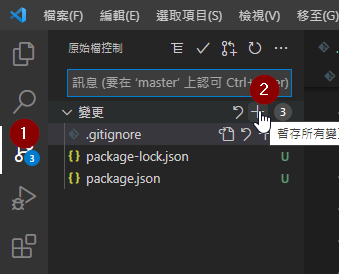 檔案(F) 編輯(E) 選取項目(S) 檢視(V) 移至(G)
原始檔控制
訊息 (要在 'master' 上認可 Ctrl+ er)
2
變更 3
暫存所有變更
1
3
.gitignore
package-lock.json U
package.json U